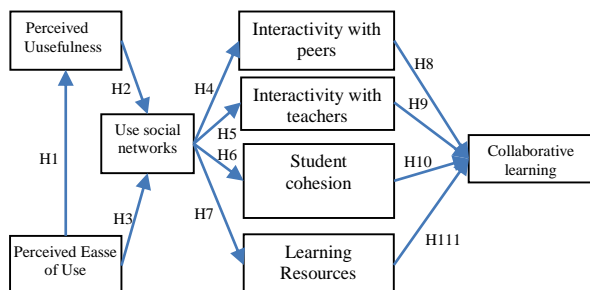 Perceived
Uusefulness
Interactivity with
peers
H8
H2
H4
Interactivity with
teachers
H9
Use social
networks
H5
H6
H1
Student
cohesion
H10
Collaborative
learning
H3
H7
Perceived Easse
of Use
Learning
Resources
H111